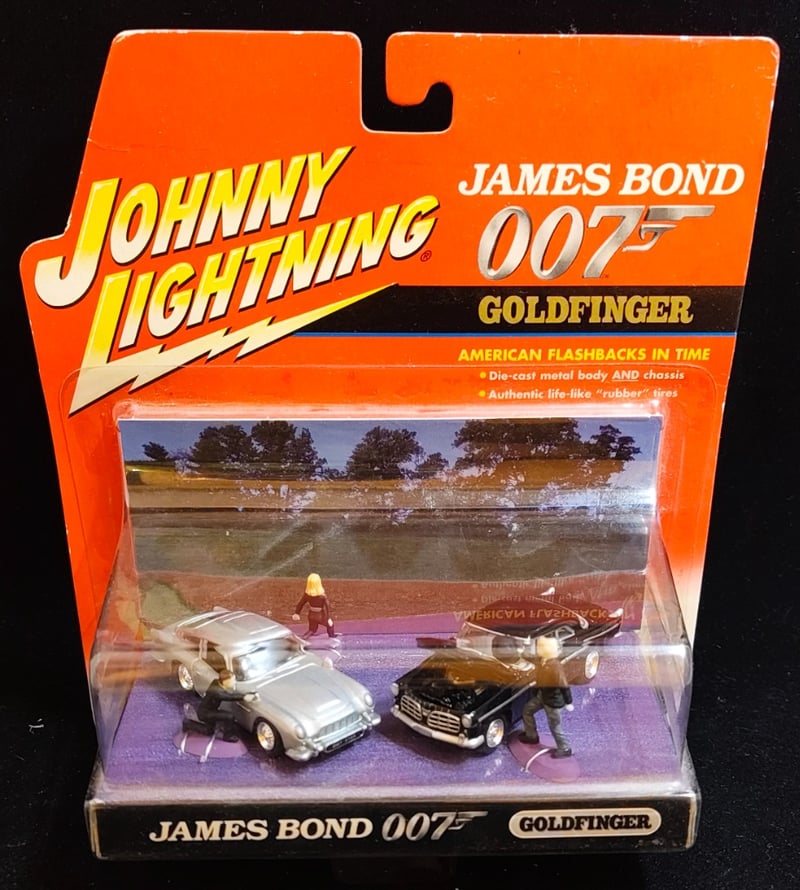 JOHNNY
LIGHTNING®
JAMES BOND
007
GOLDFINGER
AMERICAN FLASHBACKS IN TIME
• Die-cast metal body AND chassis
• Authentic life-like "rubber" tires
JAMES BOND 007 GOLDFINGER